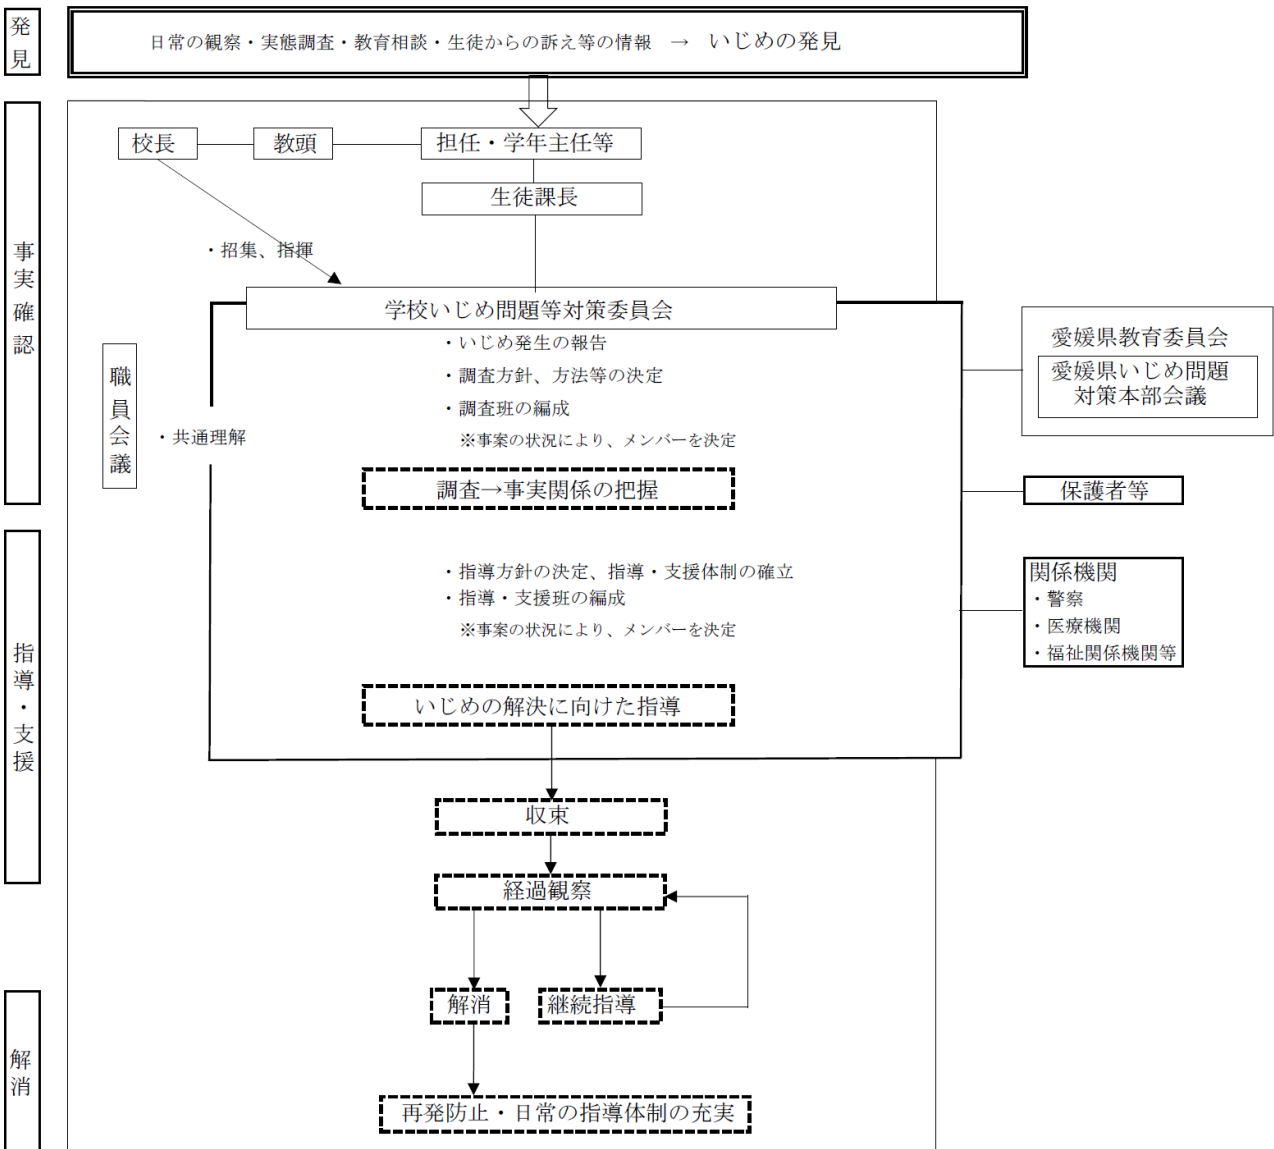 発見
日常の観察・実態調査・教育相談・生徒からの訴え等の情報 → いじめの発見
事実確認
校長
教頭
担任・学年主任等
生徒課長
・招集、指揮
学校いじめ問題等対策委員会
・いじめ発生の報告
・調査方針、方法等の決定
・調査班の編成
※事案の状況により、メンバーを決定
職員会議
・共通理解
調査→事実関係の把握
愛媛県教育委員会
愛媛県いじめ問題
対策本部会議
保護者等
関係機関
・警察
・医療機関
・福祉関係機関等
指導・支援
・指導方針の決定、指導・支援体制の確立
・指導・支援班の編成
※事案の状況により、メンバーを決定
いじめの解決に向けた指導
収束
経過観察
解消
解消
継続指導
再発防止・日常の指導体制の充実